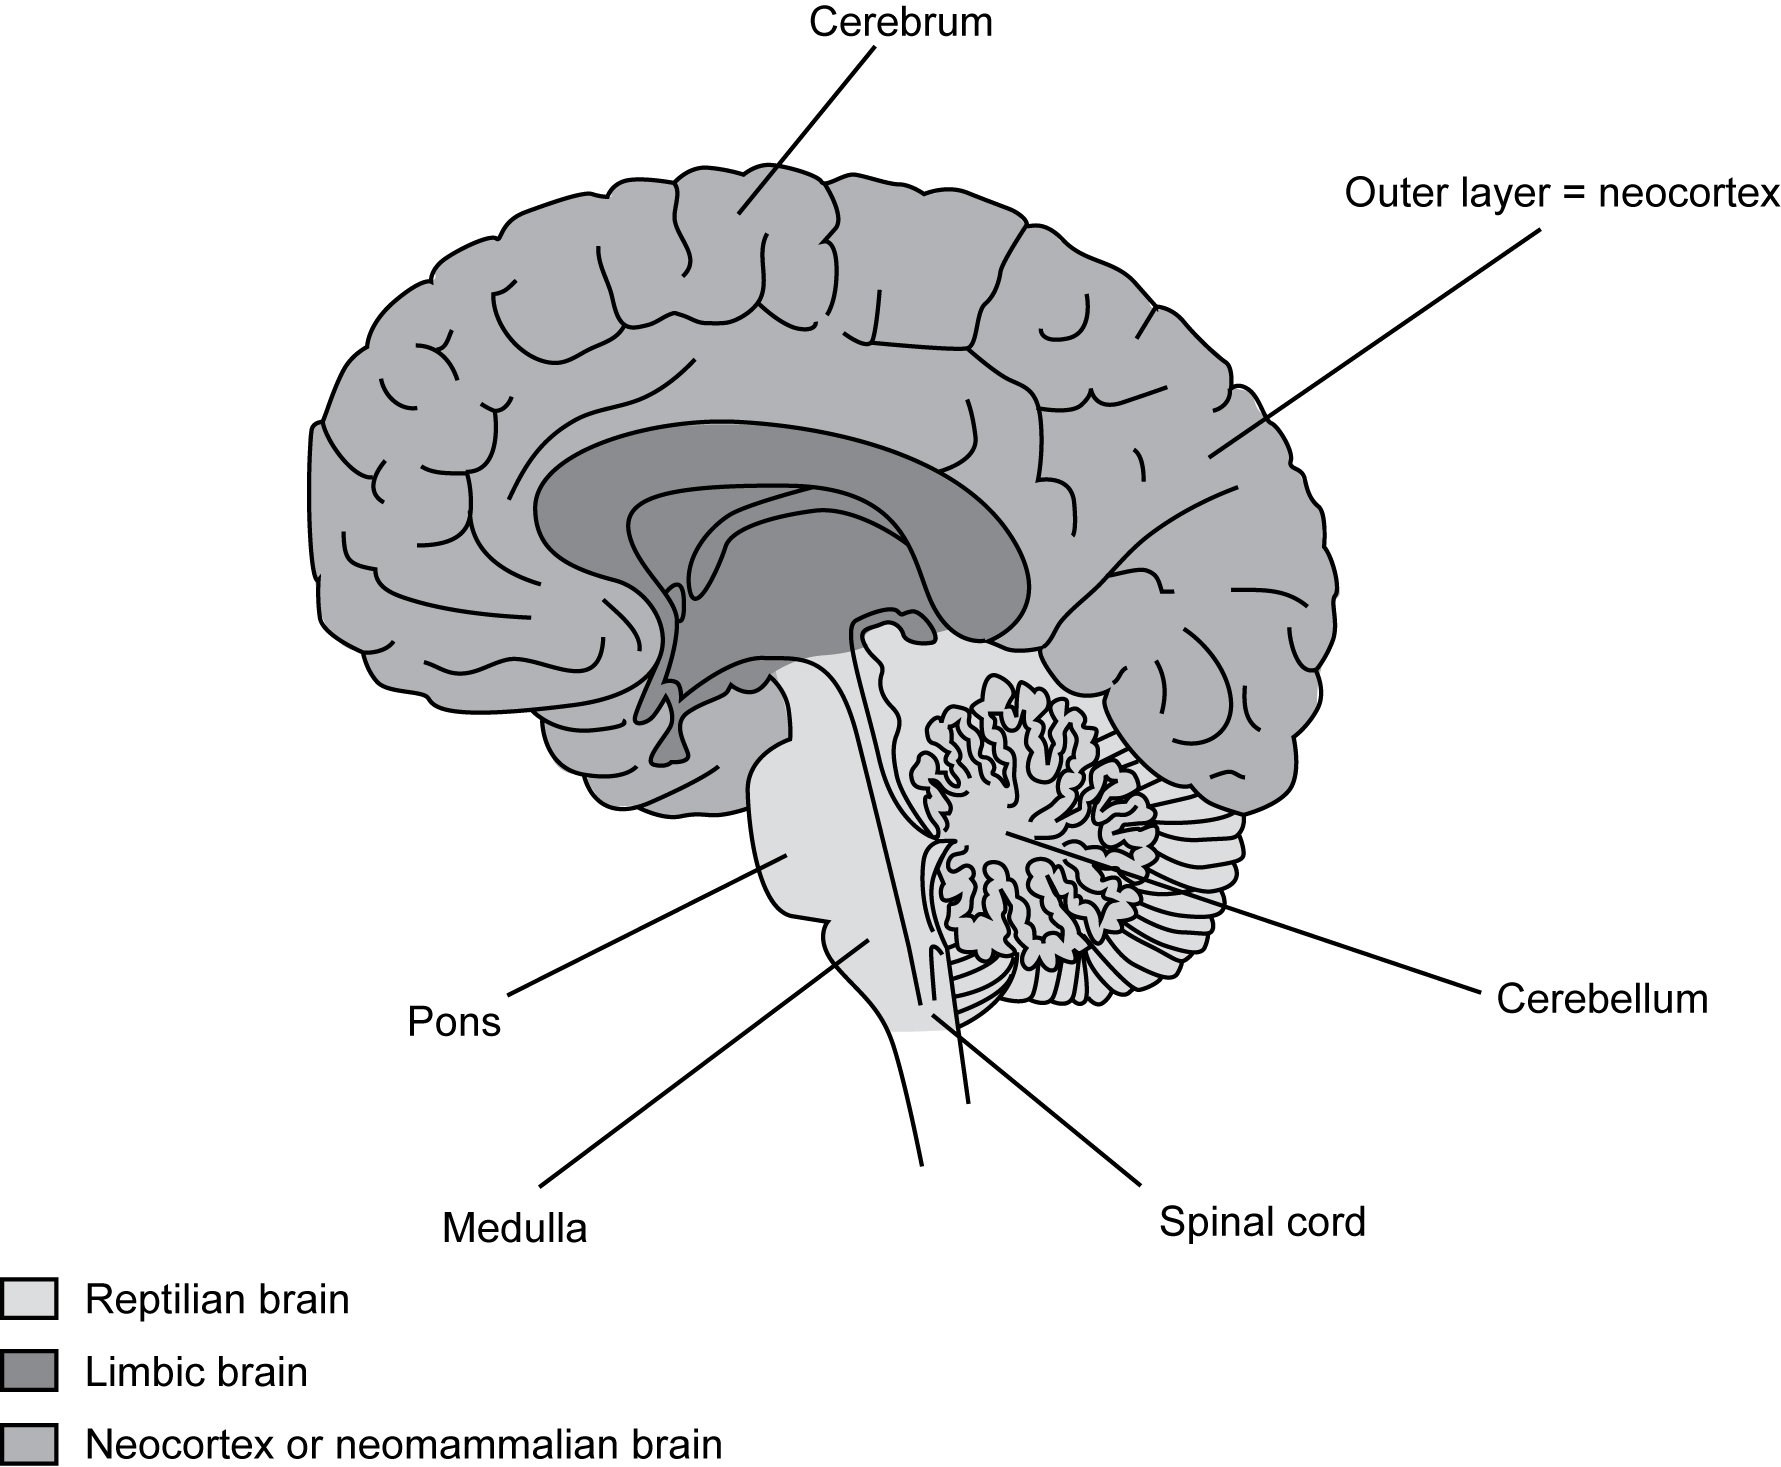 Cerebrum
Outer layer = neocortex
Cerebellum
Pons
Medulla
Spinal cord
Reptilian brain
Limbic brain
Neocortex or neomammalian brain